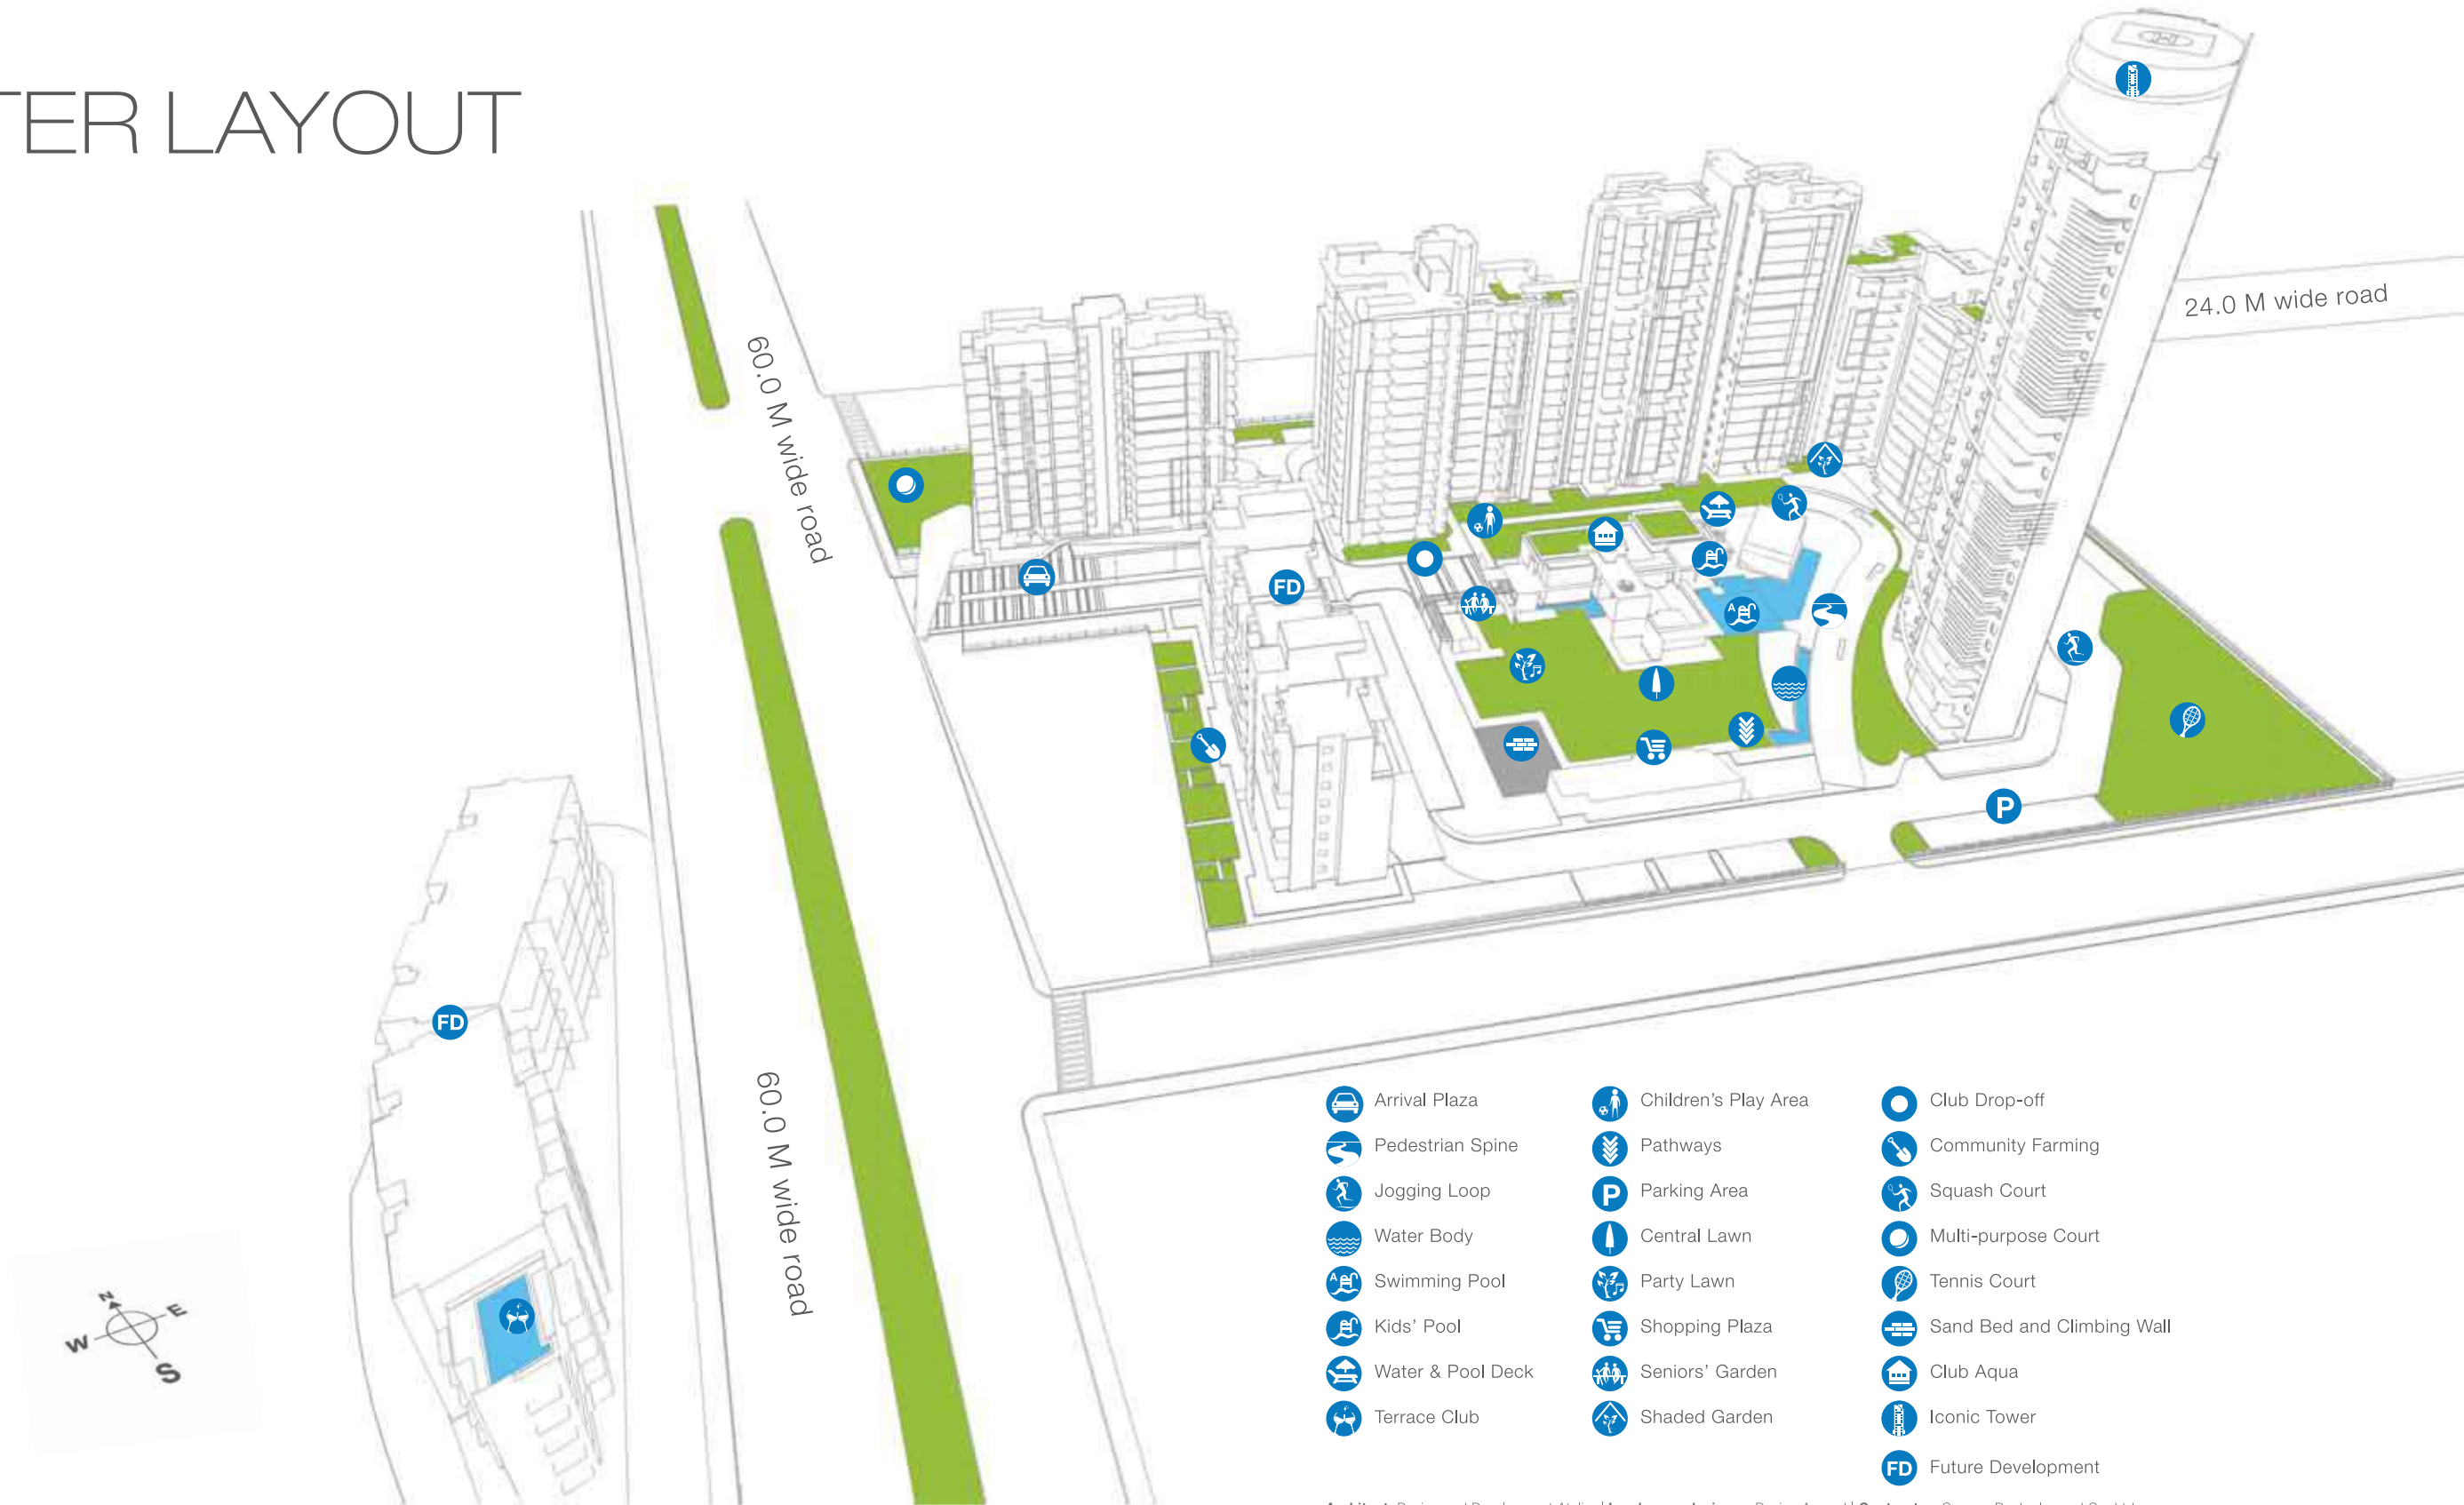 TER LAYOUT
24.0 M wide road
60.0 M wide road
FD
P
FD
60.0 M wide road
N
E
W
S
Arrival Plaza
Pedestrian Spine
Jogging Loop
Water Body
Swimming Pool
Kids' Pool
Water & Pool Deck
Terrace Club
Children's Play Area
Pathways
P Parking Area
Central Lawn
Party Lawn
Shopping Plaza
Seniors' Garden
Shaded Garden
Club Drop-off
Community Farming
Squash Court
Multi-purpose Court
Tennis Court
Sand Bed and Climbing Wall
Club Aqua
Iconic Tower
FD Future Development